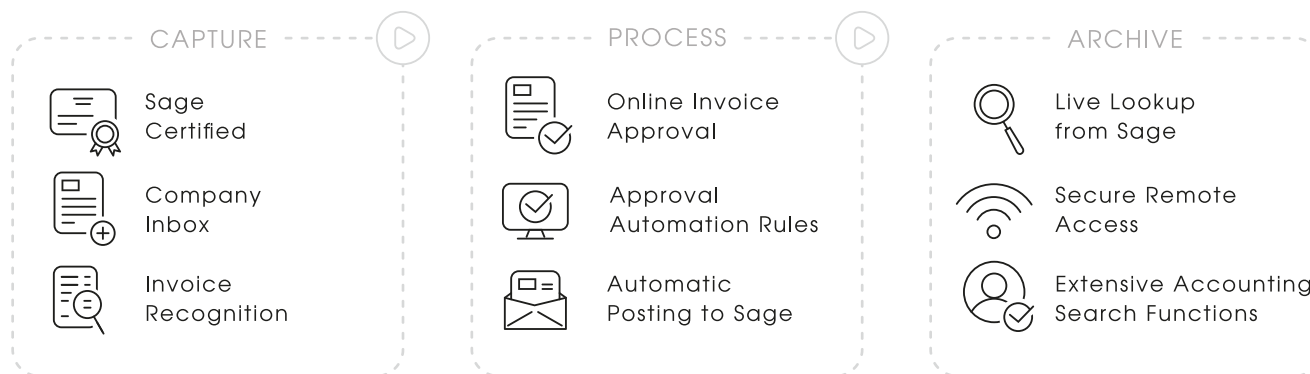 CAPTURE
Sage
Certified
Company
Inbox
Invoice
Recognition
PROCESS
Online Invoice
Approval
Approval
Automation Rules
Automatic
Posting to Sage
ARCHIVE
Live Lookup
from Sage
Secure Remote
Access
Extensive Accounting
Search Functions